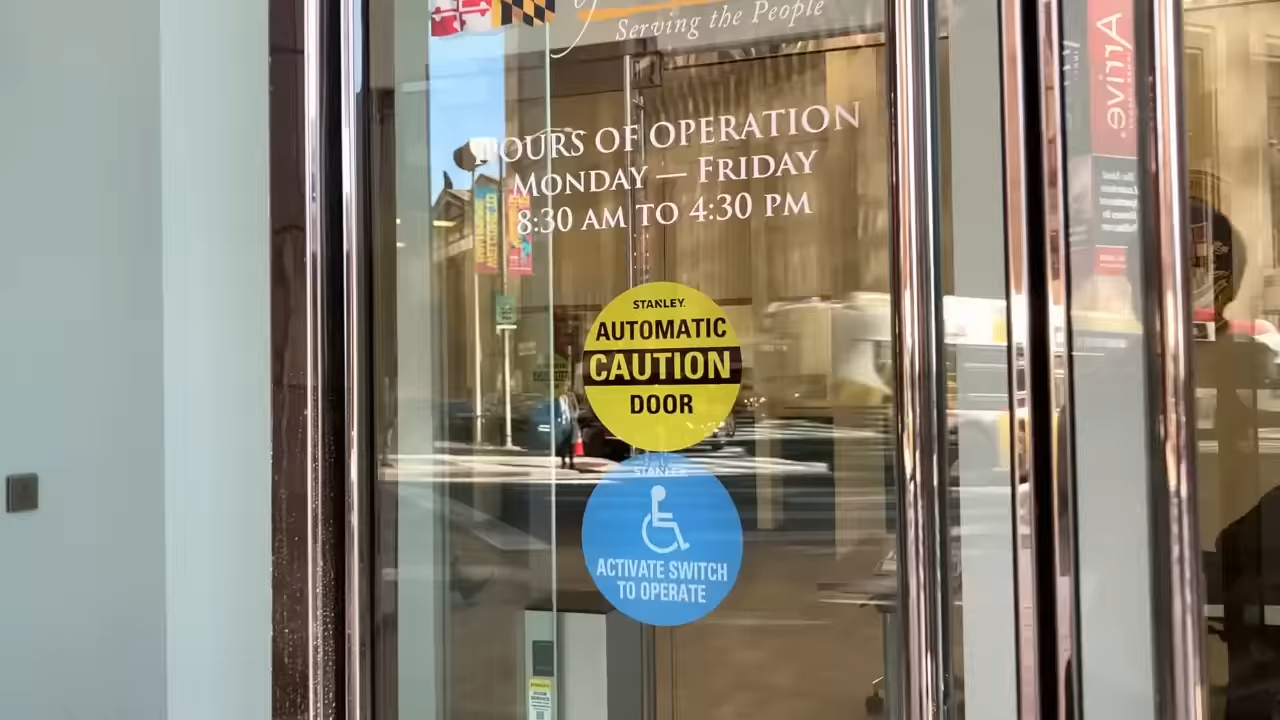 Serving the People
HOURS OF OPERATION
MONDAY — FRIDAY
8:30 AM TO 4:30 PM
STANLEY
AUTOMATIC
CAUTION
DOOR
STANLEY
ACTIVATE SWITCH
TO OPERATE
Arrive